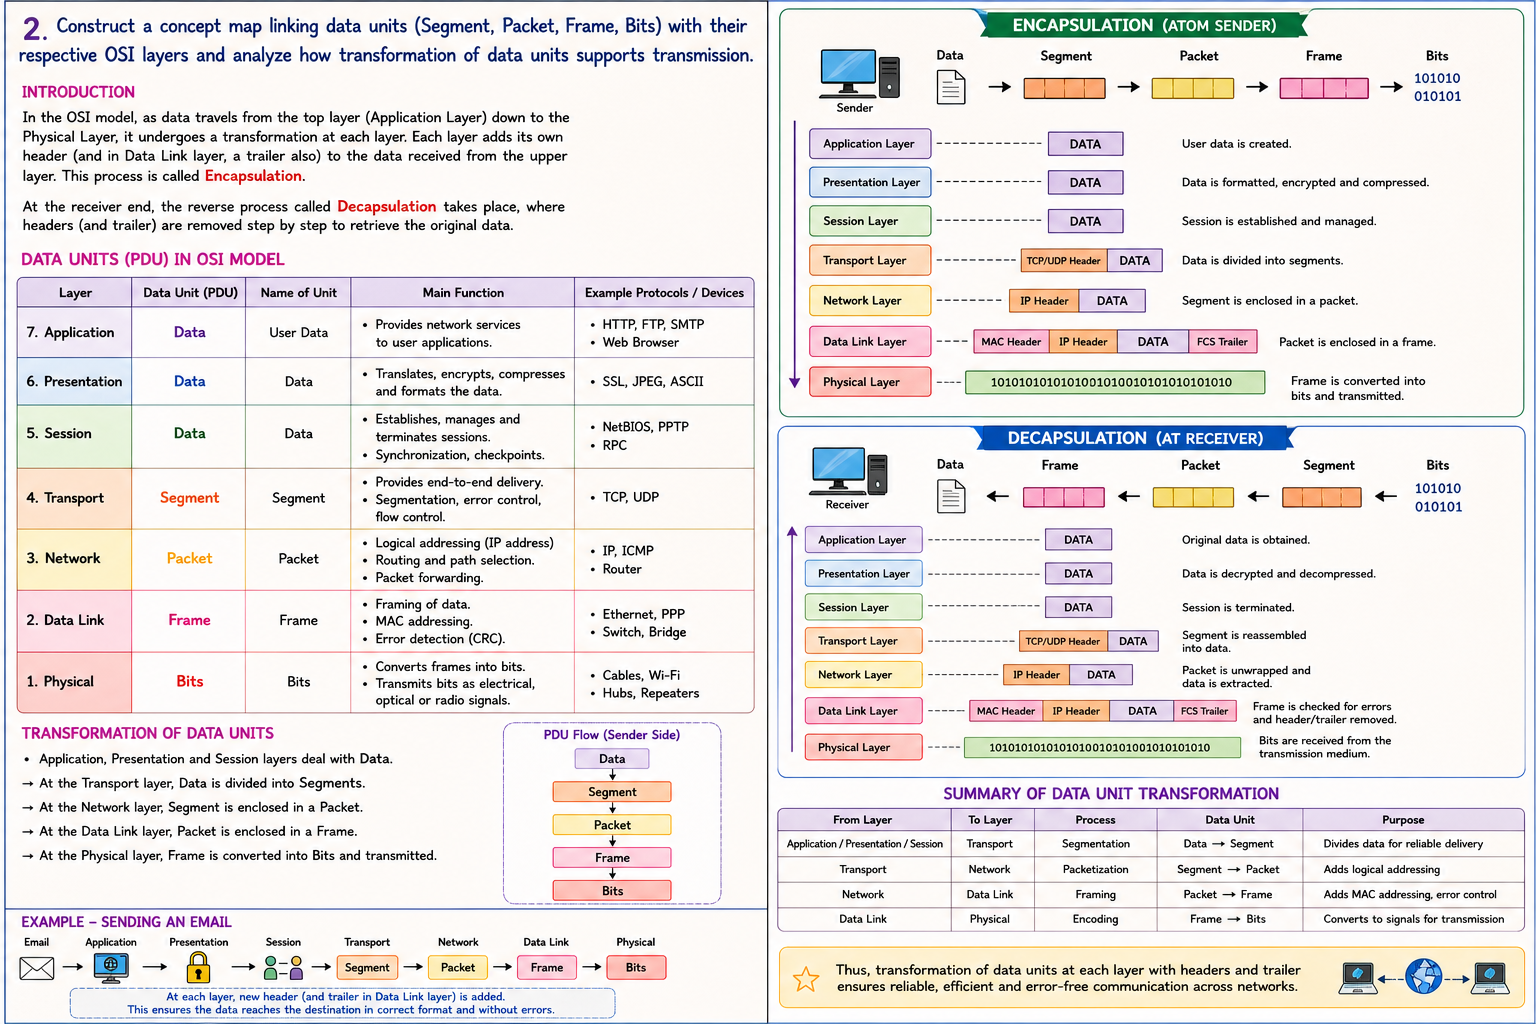 2. Construct a concept map linking data units (Segment, Packet, Frame, Bits) with their
respective OSI layers and analyze how transformation of data units supports transmission.
INTRODUCTION
In the OSI model, as data travels from the top layer (Application Layer) down to the
Physical Layer, it undergoes a transformation at each layer. Each layer adds its own
header (and in Data Link layer, a trailer also) to the data received from the upper
layer. This process is called Encapsulation.
At the receiver end, the reverse process called Decapsulation takes place, where
headers (and trailer) are removed step by step to retrieve the original data.
DATA UNITS (PDU) IN OSI MODEL
Layer Data Unit (PDU) Name of Unit Main Function Example Protocols / Devices
7. Application Data User Data • Provides network services • HTTP, FTP, SMTP
to user applications. • Web Browser
6. Presentation Data Data • Translates, encrypts, compresses • SSL, JPEG, ASCII
and formats the data.
5. Session Data Data • Establishes, manages and • NetBIOS, PPTP
terminates sessions. • RPC
• Synchronization, checkpoints.
4. Transport Segment Segment • Provides end-to-end delivery. • TCP, UDP
• Segmentation, error control,
flow control.
3. Network Packet Packet • Logical addressing (IP address) • IP, ICMP
• Routing and path selection. • Router
• Packet forwarding.
2. Data Link Frame Frame • Framing of data. • Ethernet, PPP
• MAC addressing. • Switch, Bridge
• Error detection (CRC).
1. Physical Bits Bits • Converts frames into bits. • Cables, Wi-Fi
• Transmits bits as electrical, • Hubs, Repeaters
optical or radio signals.
TRANSFORMATION OF DATA UNITS
• Application, Presentation and Session layers deal with Data.
→ At the Transport layer, Data is divided into Segments.
→ At the Network layer, Segment is enclosed in a Packet.
→ At the Data Link layer, Packet is enclosed in a Frame.
→ At the Physical layer, Frame is converted into Bits and transmitted.
PDU Flow (Sender Side)
Data
Segment
Packet
Frame
Bits
EXAMPLE – SENDING AN EMAIL
Email Application Presentation Session Transport Network Data Link Physical
Segment Packet Frame Bits
At each layer, new header (and trailer in Data Link layer) is added.
This ensures the data reaches the destination in correct format and without errors.
ENCAPSULATION (ATOM SENDER)
Data Segment Packet Frame Bits
101010
010101
Sender
Application Layer DATA User data is created.
Presentation Layer DATA Data is formatted, encrypted and compressed.
Session Layer DATA Session is established and managed.
Transport Layer TCP/UDP Header DATA Data is divided into segments.
Network Layer IP Header DATA Segment is enclosed in a packet.
Data Link Layer MAC Header IP Header DATA FCS Trailer Packet is enclosed in a frame.
Physical Layer 1010101010101001010010101010101010 Frame is converted into
bits and transmitted.
DECAPSULATION (AT RECEIVER)
Data Frame Packet Segment Bits
101010
010101
Receiver
Application Layer DATA Original data is obtained.
Presentation Layer DATA Data is decrypted and decompressed.
Session Layer DATA Session is terminated.
Transport Layer TCP/UDP Header DATA Segment is reassembled
into data.
Network Layer IP Header DATA Packet is unwrapped and
data is extracted.
Data Link Layer MAC Header IP Header DATA FCS Trailer Frame is checked for errors
and header/trailer removed.
Physical Layer Bits are received from the
transmission medium.
SUMMARY OF DATA UNIT TRANSFORMATION
From Layer To Layer Process Data Unit Purpose
Application / Presentation / Session Transport Segmentation Data → Segment Divides data for reliable delivery
Transport Network Packetization Segment → Packet Adds logical addressing
Network Data Link Framing Packet → Frame Adds MAC addressing, error control
Data Link Physical Encoding Frame → Bits Converts to signals for transmission
Thus, transformation of data units at each layer with headers and trailer
ensures reliable, efficient and error-free communication across networks.